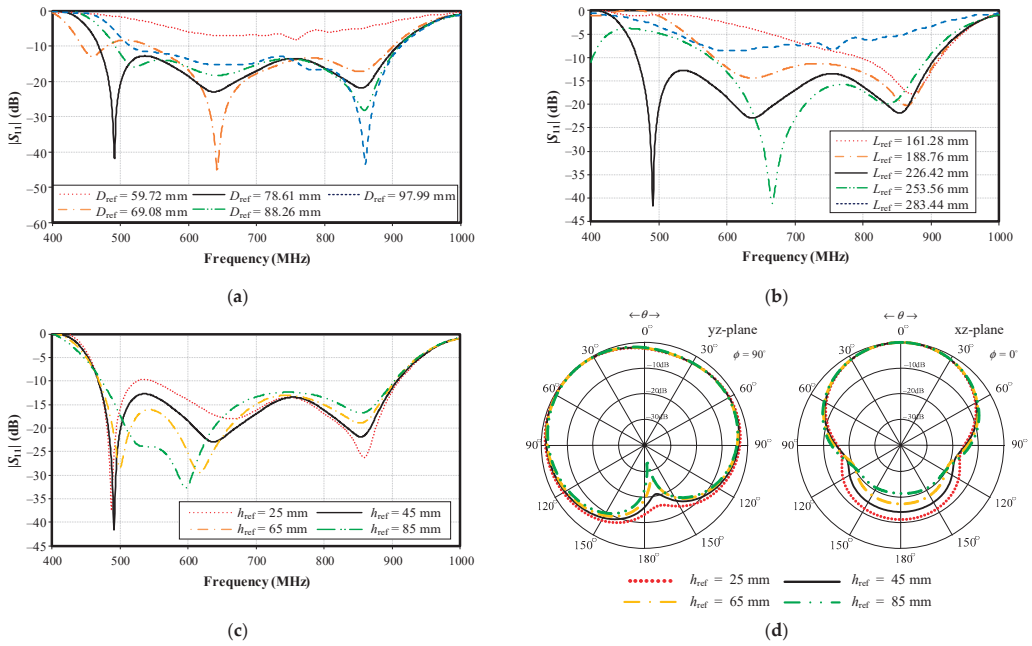 0
−10
−20
−30
−40
−50
−60
|S11| (dB)
Dref = 59.72 mm
Dref = 78.61 mm
Dref = 97.99 mm
Dref = 69.08 mm
Dref = 88.26 mm
400 500 600 700 800 900 1000
Frequency (MHz)
(a)
0
−5
−10
−15
−20
−25
−30
−35
−40
−45
|S11| (dB)
Lref = 161.28 mm
Lref = 188.76 mm
Lref = 226.42 mm
Lref = 253.56 mm
Lref = 283.44 mm
400 500 600 700 800 900 1000
Frequency (MHz)
(b)
0
−5
−10
−15
−20
−25
−30
−35
−40
−45
|S11| (dB)
href = 25 mm
href = 45 mm
href = 65 mm
href = 85 mm
400 500 600 700 800 900 1000
Frequency (MHz)
(c)
←θ→
yz-plane
0°
ϕ = 90°
30° 30°
−10dB
60° 60°
−20dB
−30dB
90° 90°
120° 120°
150° 150°
180°
←θ→
xz-plane
0°
ϕ = 0°
30° 30°
−10dB
60° 60°
−20dB
−30dB
90° 90°
120° 120°
150° 150°
180°
href = 25 mm
href = 45 mm
href = 65 mm
href = 85 mm
(d)